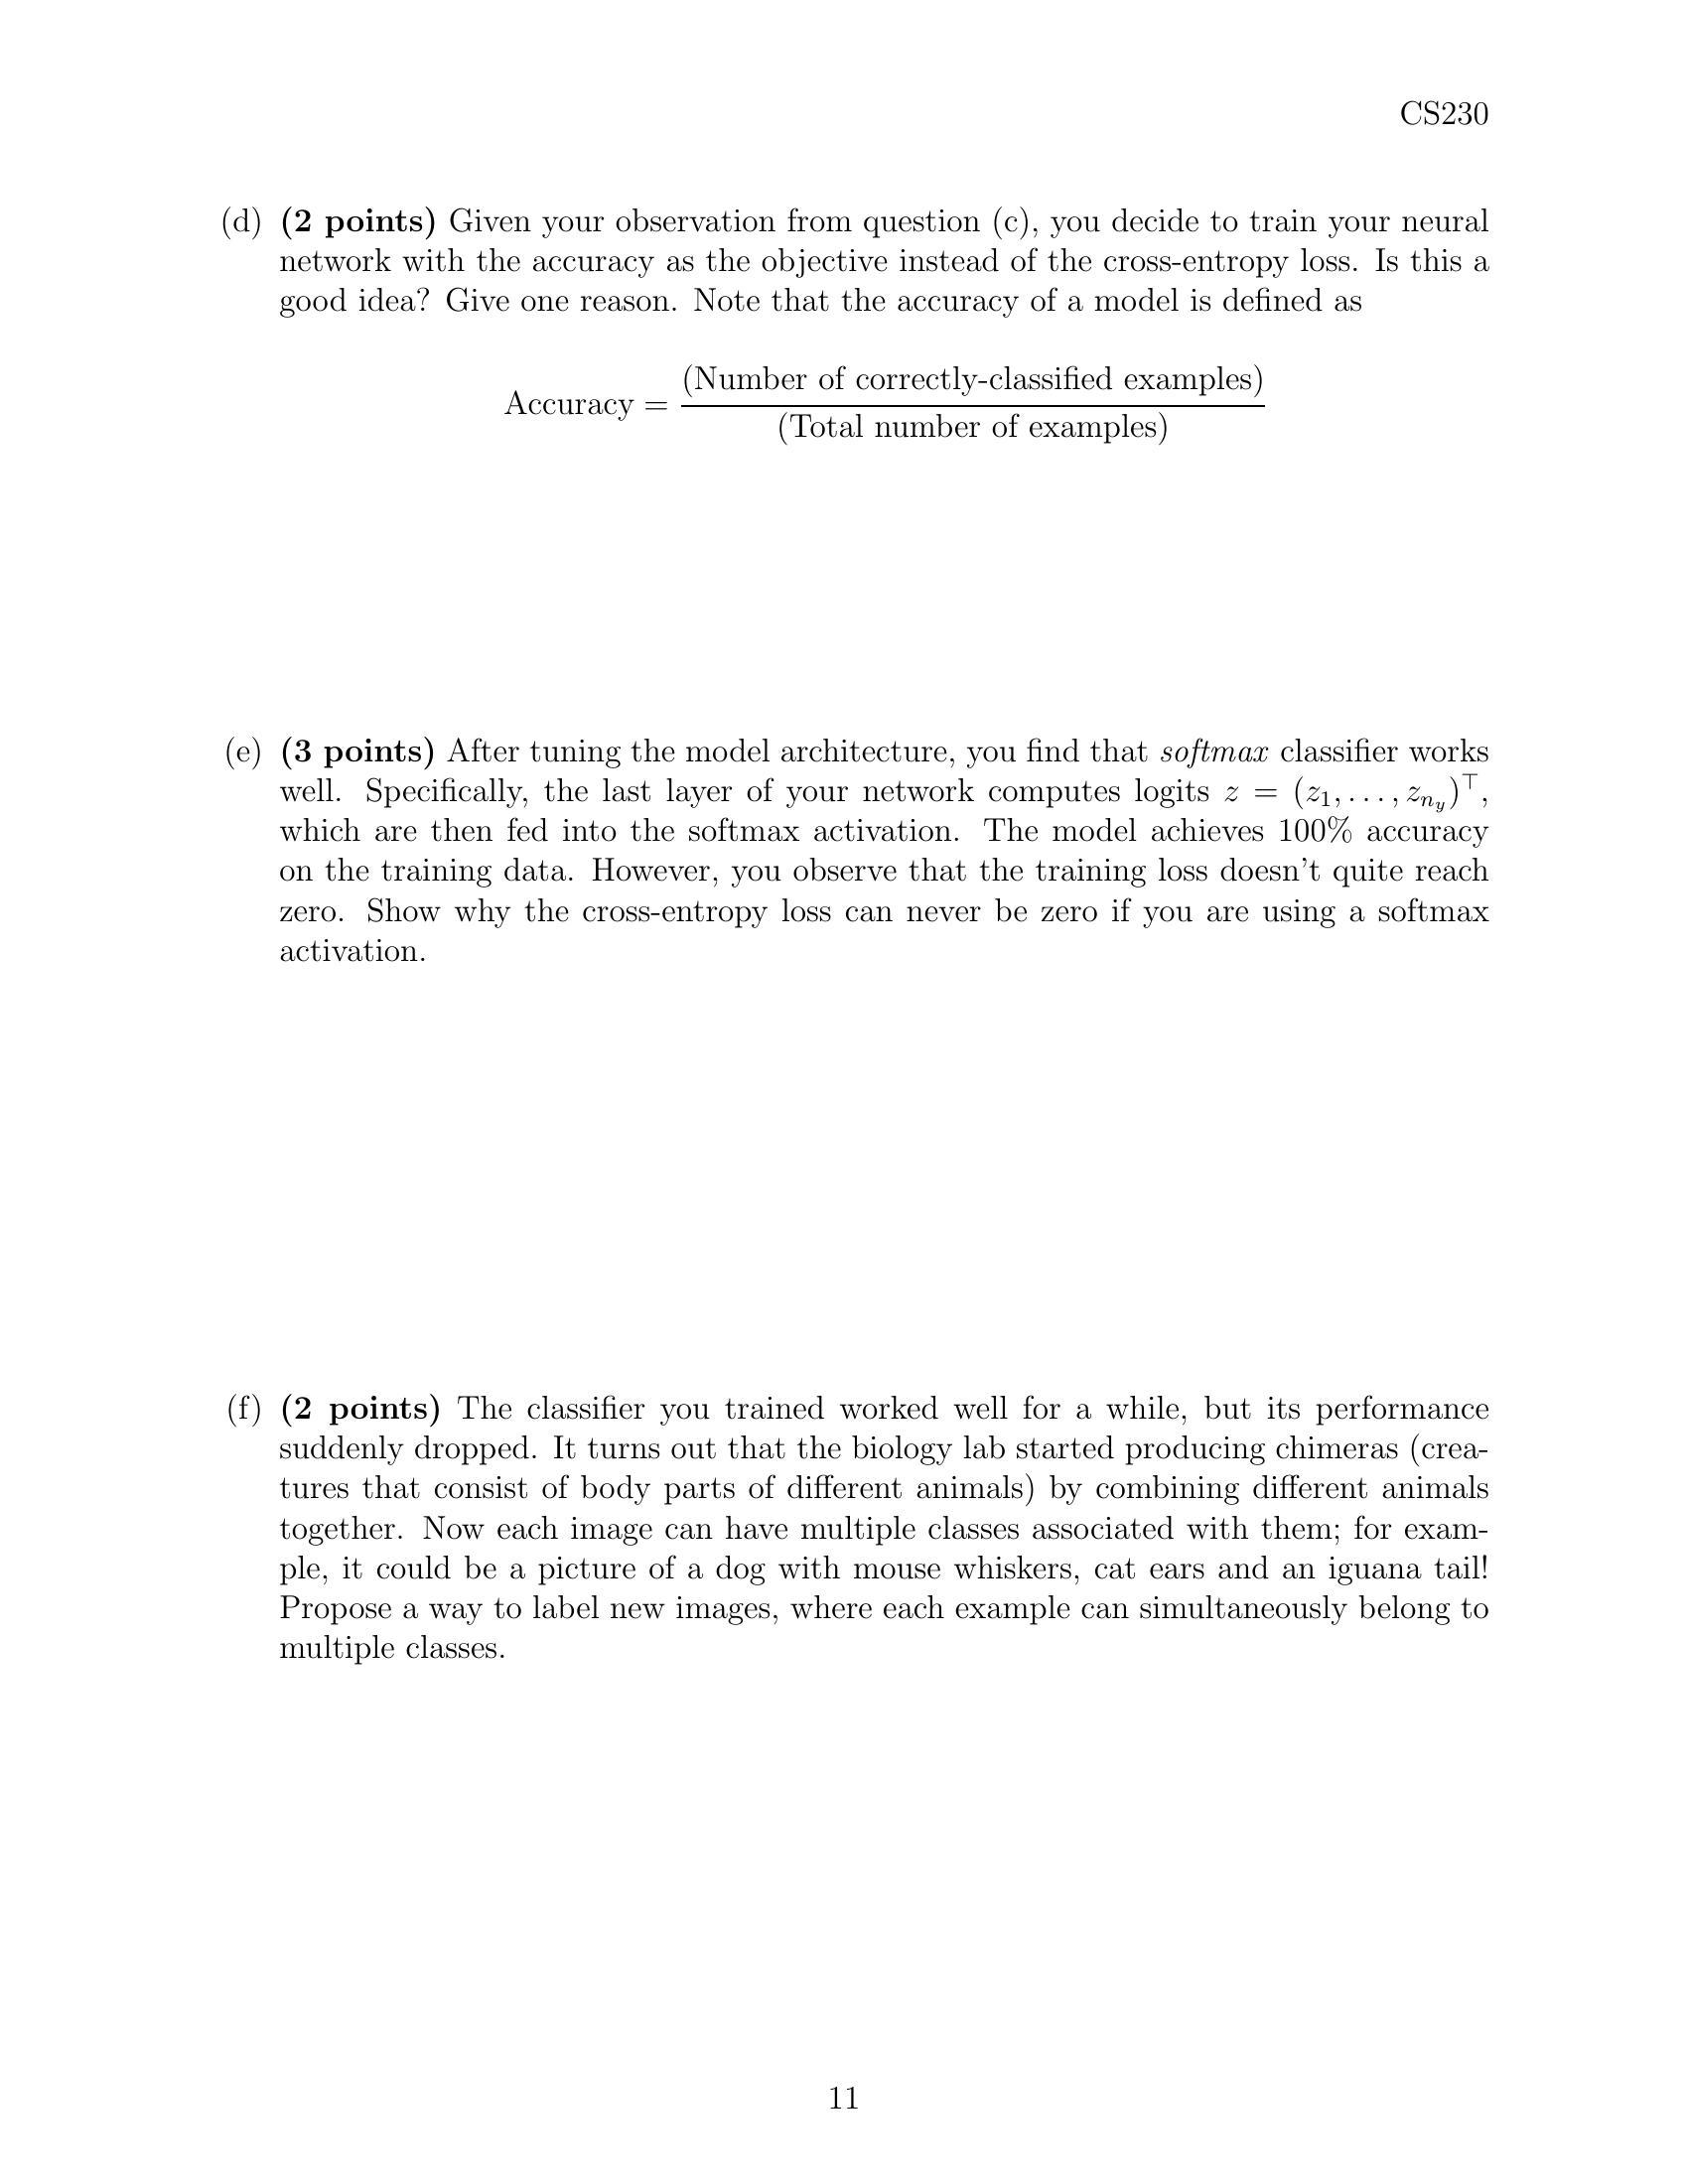 CS230
(d) (2 points) Given your observation from question (c), you decide to train your neural
network with the accuracy as the objective instead of the cross-entropy loss. Is this a
good idea? Give one reason. Note that the accuracy of a model is defined as
Accuracy = (Number of correctly-classified examples) / (Total number of examples)
(e) (3 points) After tuning the model architecture, you find that softmax classifier works
well. Specifically, the last layer of your network computes logits z = (z_1, . . . , z_{n_y})^⊤,
which are then fed into the softmax activation. The model achieves 100% accuracy
on the training data. However, you observe that the training loss doesn't quite reach
zero. Show why the cross-entropy loss can never be zero if you are using a softmax
activation.
(f) (2 points) The classifier you trained worked well for a while, but its performance
suddenly dropped. It turns out that the biology lab started producing chimeras (crea-
tures that consist of body parts of different animals) by combining different animals
together. Now each image can have multiple classes associated with them; for exam-
ple, it could be a picture of a dog with mouse whiskers, cat ears and an iguana tail!
Propose a way to label new images, where each example can simultaneously belong to
multiple classes.
11